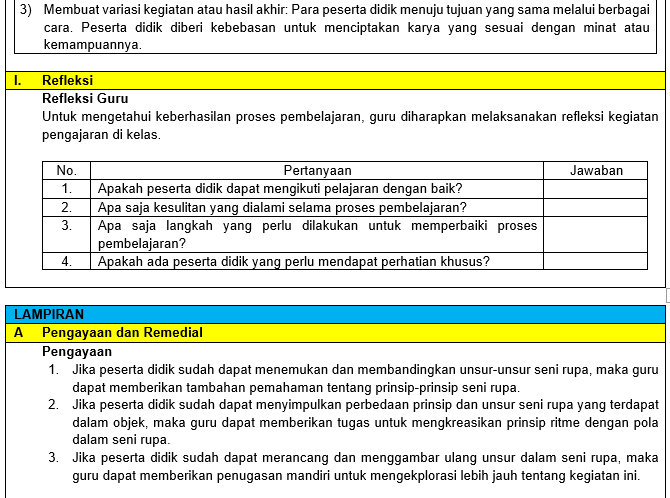 3) Membuat variasi kegiatan atau hasil akhir: Para peserta didik menuju tujuan yang sama melalui berbagai
cara. Peserta didik diberi kebebasan untuk menciptakan karya yang sesuai dengan minat atau
kemampuannya.
I. Refleksi
Refleksi Guru
Untuk mengetahui keberhasilan proses pembelajaran, guru diharapkan melaksanakan refleksi kegiatan
pengajaran di kelas.
No. Pertanyaan Jawaban
1. Apakah peserta didik dapat mengikuti pelajaran dengan baik?
2. Apa saja kesulitan yang dialami selama proses pembelajaran?
3. Apa saja langkah yang perlu dilakukan untuk memperbaiki proses
pembelajaran?
4. Apakah ada peserta didik yang perlu mendapat perhatian khusus?
LAMPIRAN
A Pengayaan dan Remedial
Pengayaan
1. Jika peserta didik sudah dapat menemukan dan membandingkan unsur-unsur seni rupa, maka guru
dapat memberikan tambahan pemahaman tentang prinsip-prinsip seni rupa.
2. Jika peserta didik sudah dapat menyimpulkan perbedaan prinsip dan unsur seni rupa yang terdapat
dalam objek, maka guru dapat memberikan tugas untuk mengkreasikan prinsip ritme dengan pola
dalam seni rupa.
3. Jika peserta didik sudah dapat merancang dan menggambar ulang unsur dalam seni rupa, maka
guru dapat memberikan penugasan mandiri untuk mengekplorasi lebih jauh tentang kegiatan ini.